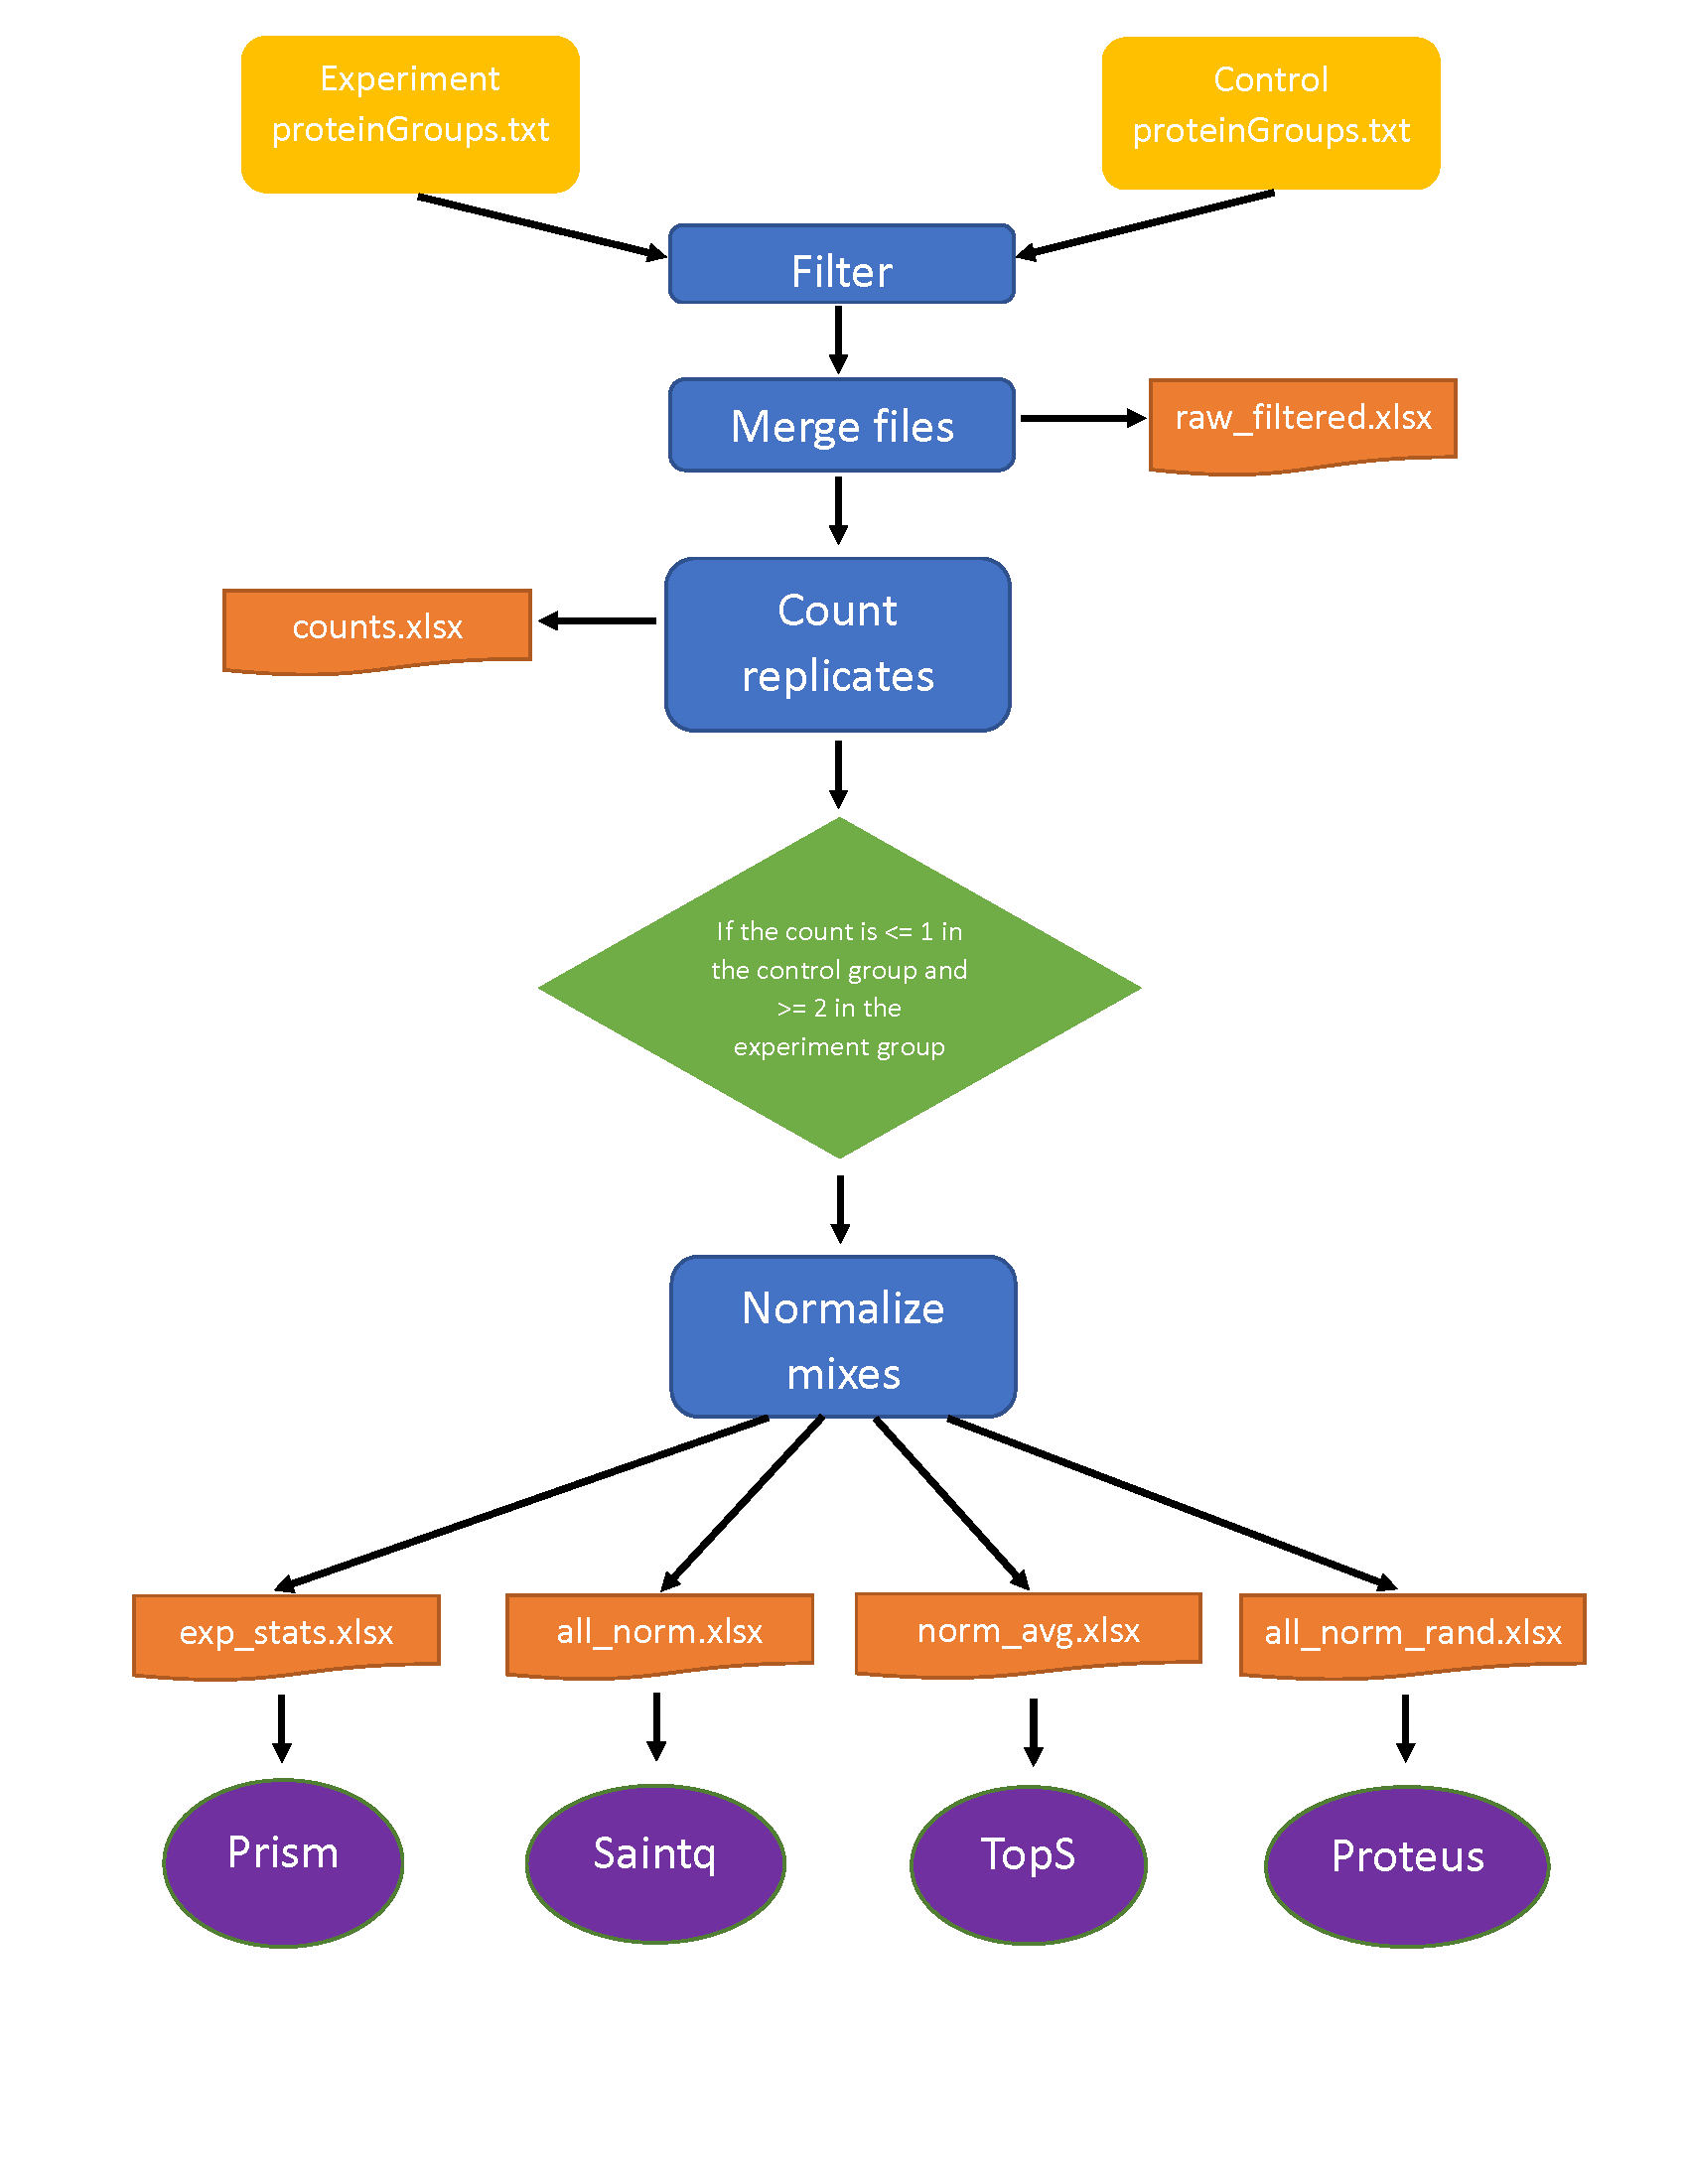 Experiment
proteinGroups.txt
Control
proteinGroups.txt
Filter
Merge files
raw_filtered.xlsx
Count
replicates
counts.xlsx
If the count is <= 1 in
the control group and
>= 2 in the
experiment group
Normalize
mixes
exp_stats.xlsx
all_norm.xlsx
norm_avg.xlsx
all_norm_rand.xlsx
Prism
Saintq
TopS
Proteus